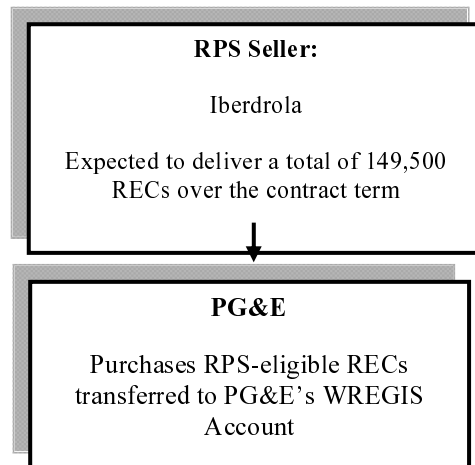 RPS Seller:
Iberdrola
Expected to deliver a total of 149,500
RECs over the contract term
PG&E
Purchases RPS-eligible RECs
transferred to PG&E’s WREGIS
Account